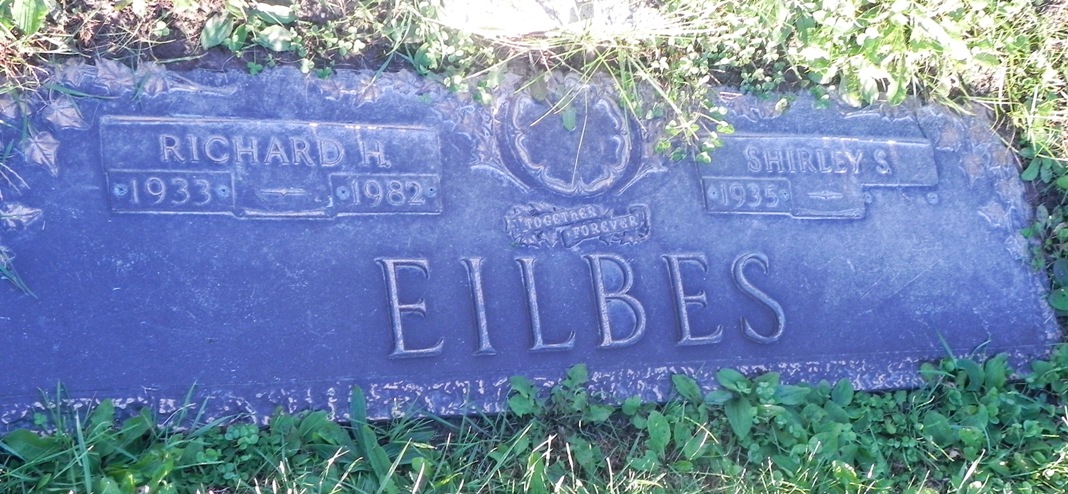 RICHARD H.
1933 — 1982
SHIRLEY S.
1935 —
TOGETHER
FOREVER
EILBES